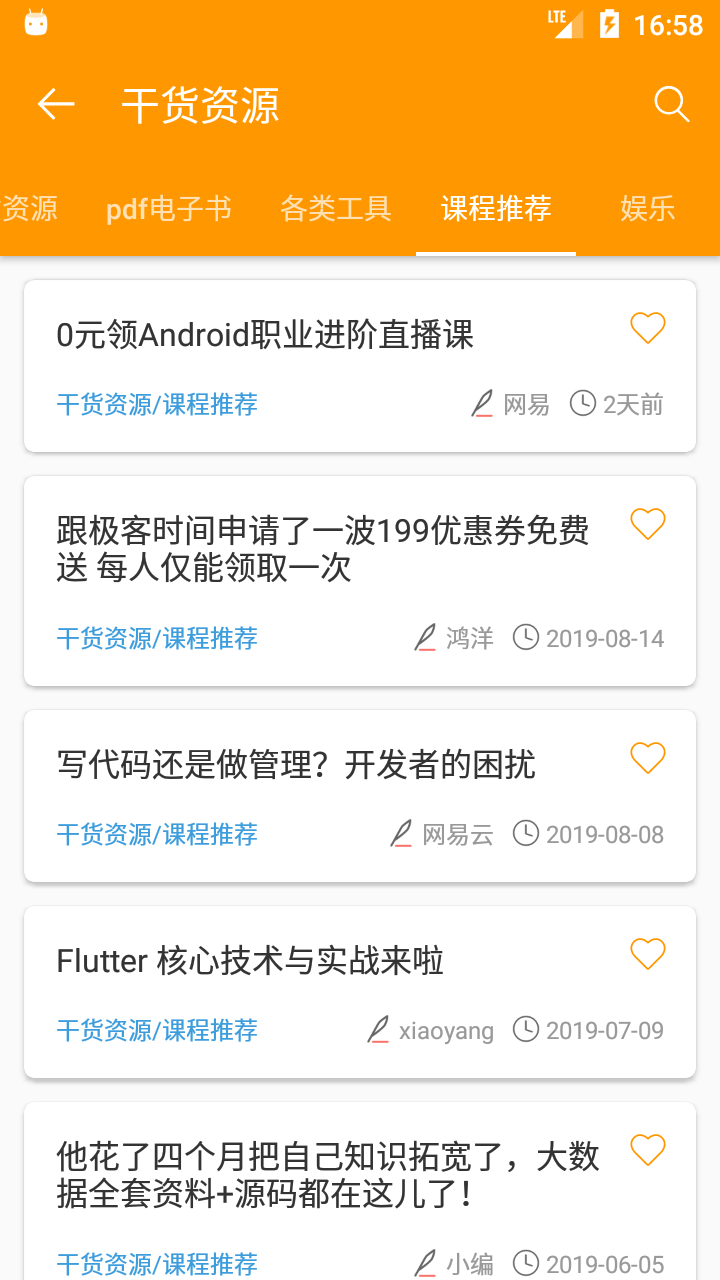 LTE 16:58
干货资源
资源 pdf电子书 各类工具 课程推荐 娱乐
0元领Android职业进阶直播课
干货资源/课程推荐 网易 2天前
跟极客时间申请了一波199优惠券免费
送 每人仅能领取一次
干货资源/课程推荐 鸿洋 2019-08-14
写代码还是做管理？开发者的困扰
干货资源/课程推荐 网易云 2019-08-08
Flutter 核心技术与实战来啦
干货资源/课程推荐 xiaoyang 2019-07-09
他花了四个月把自己知识拓宽了，大数
据全套资料+源码都在这儿了！
干货资源/课程推荐 小编 2019-06-05